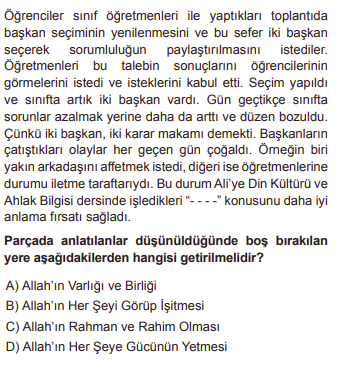 Öğrenciler sınıf öğretmenleri ile yaptıkları toplantıda
başkan seçiminin yenilenmesini ve bu sefer iki başkan
seçerek sorumluluğun paylaştırılmasını istediler.
Öğretmenleri bu talebin sonuçlarını öğrencilerinin
görmelerini istedi ve isteklerini kabul etti. Seçim yapıldı
ve sınıfta artık iki başkan vardı. Gün geçtikçe sınıfta
sorunlar azalmak yerine daha da arttı ve düzen bozuldu.
Çünkü iki başkan, iki karar makamı demekti. Başkanların
çatıştıkları olaylar her geçen gün çoğaldı. Örneğin biri
yakın arkadaşını affetmek istedi, diğeri ise öğretmenlerine
durumu iletme taraftarıydı. Bu durum Ali'ye Din Kültürü ve
Ahlak Bilgisi dersinde işledikleri “- - - -” konusunu daha iyi
anlama fırsatı sağladı.
Parçada anlatılanlar düşünüldüğünde boş bırakılan
yere aşağıdakilerden hangisi getirilmelidir?
A) Allah'ın Varlığı ve Birliği
B) Allah'ın Her Şeyi Görüp İşitmesi
C) Allah'ın Rahman ve Rahim Olması
D) Allah'ın Her Şeye Gücünün Yetmesi